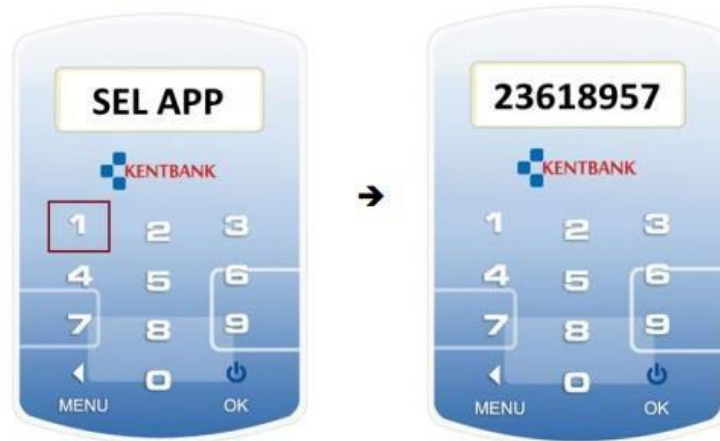 SEL APP
KENTBANK
1 2 3
4 5 6
7 8 9
0
MENU OK
23618957
KENTBANK
1 2 3
4 5 6
7 8 9
0
MENU OK